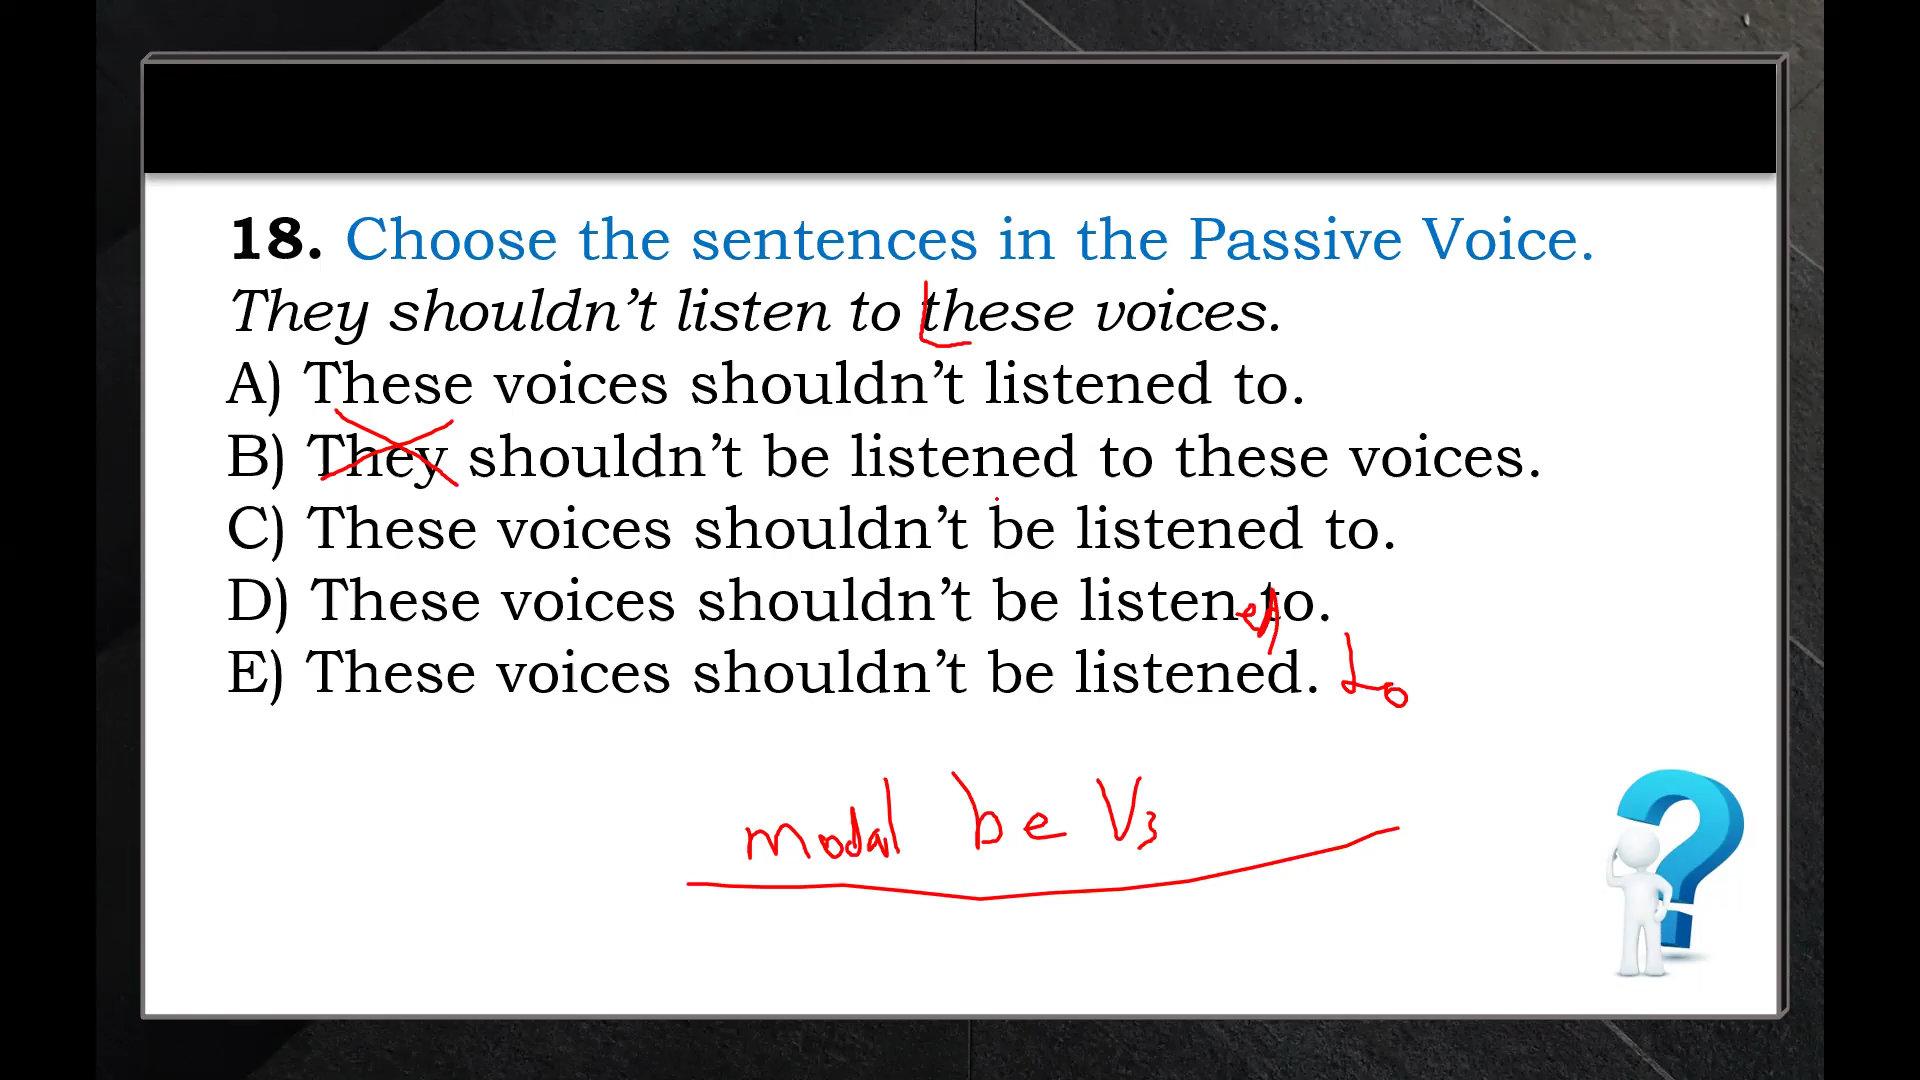 18. Choose the sentences in the Passive Voice.
They shouldn’t listen to these voices.
A) These voices shouldn’t listened to.
B) They shouldn’t be listened to these voices.
C) These voices shouldn’t be listened to.
D) These voices shouldn’t be listen to.
ed
E) These voices shouldn’t be listened. to
modal be V3